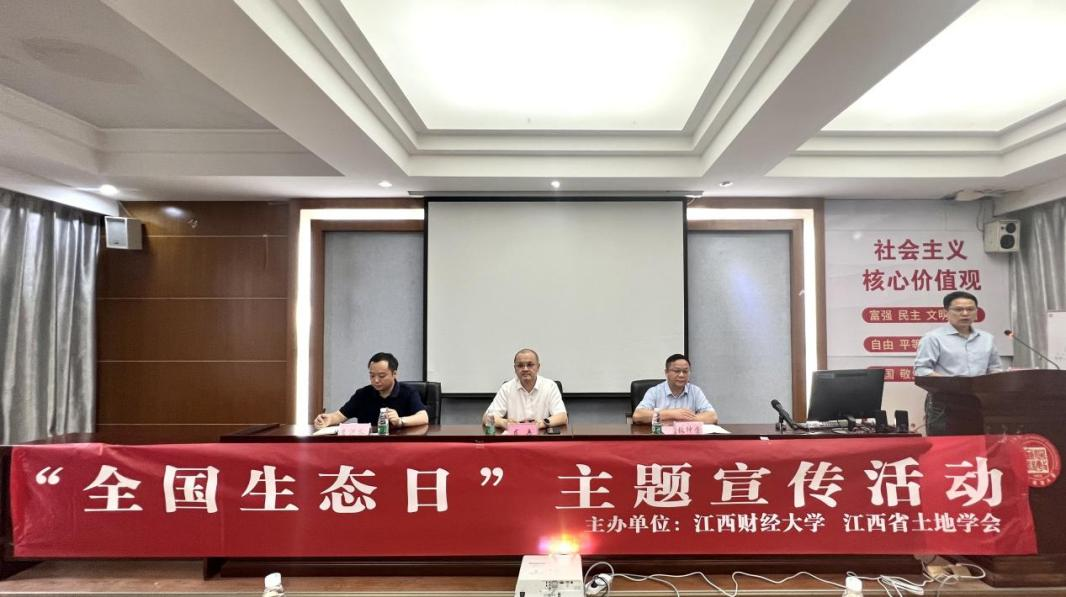 社会主义
核心价值观
富强 民主 文明
自由 平等
国 敬
“全国生态日”主题宣传活动
主办单位：江西财经大学 江西省土地学会